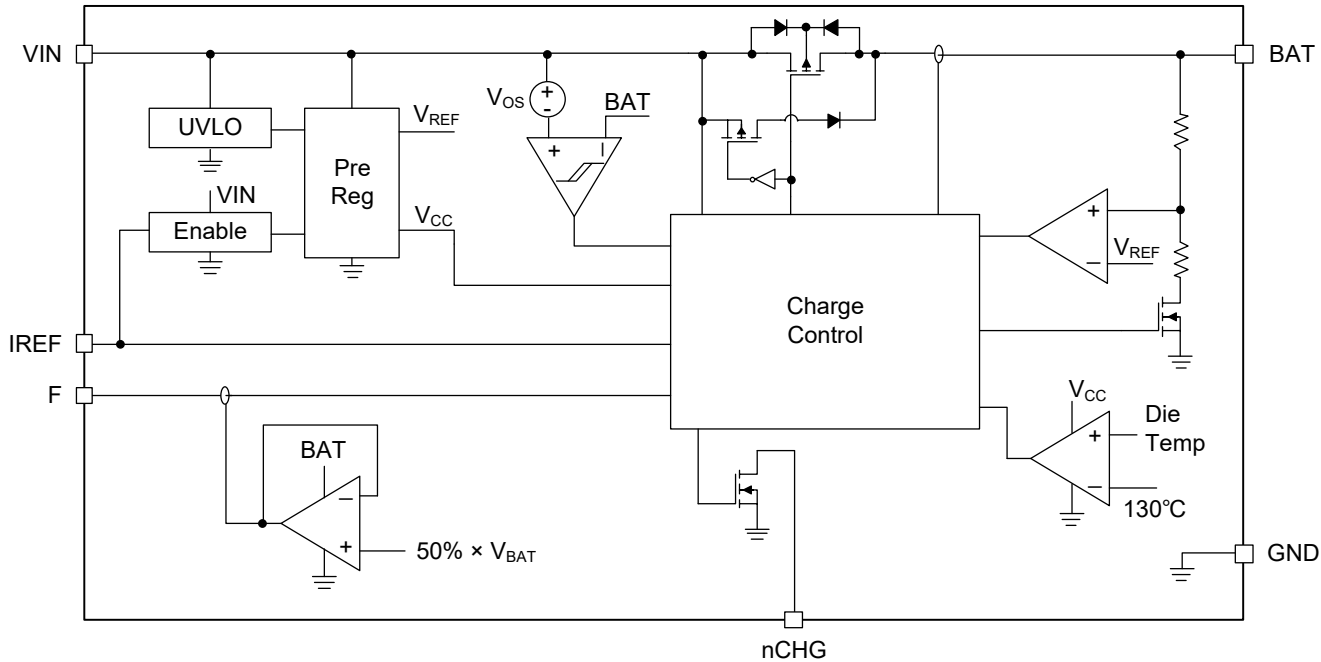 VIN
BAT
V_OS
BAT
UVLO
V_REF
+
-
+
−
Pre
Reg
VIN
Enable
V_CC
+
−
V_REF
Charge
Control
IREF
F
V_CC
Die
Temp
+
−
130℃
BAT
−
+
50% × V_BAT
GND
nCHG